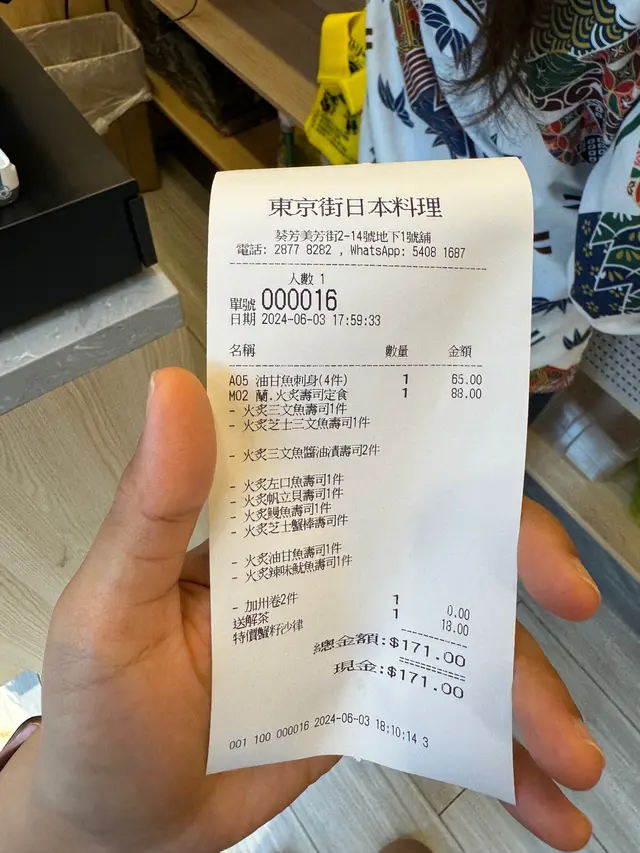 東京街日本料理
葵芳美芳街2-14號地下1號舖
電話: 2877 8282 , WhatsApp: 5408 1687
人數 1
單號 000016
日期 2024-06-03 17:59:33
名稱 數量 金額
A05 油甘魚刺身(4件) 1 65.00
M02 蘭.火炙壽司定食 1 88.00
- 火炙三文魚壽司1件
- 火炙芝士三文魚壽司1件
- 火炙三文魚醬油漬壽司2件
- 火炙左口魚壽司1件
- 火炙帆立貝壽司1件
- 火炙鰻魚壽司1件
- 火炙芝士蟹棒壽司件
- 火炙油甘魚壽司1件
- 火炙辣味魷魚壽司1件
- 加州卷2件
送解茶 1 0.00
特價蟹籽沙律 1 18.00
總金額:$171.00
現金:$171.00
001 100 000016 2024-06-03 18:10:14 3